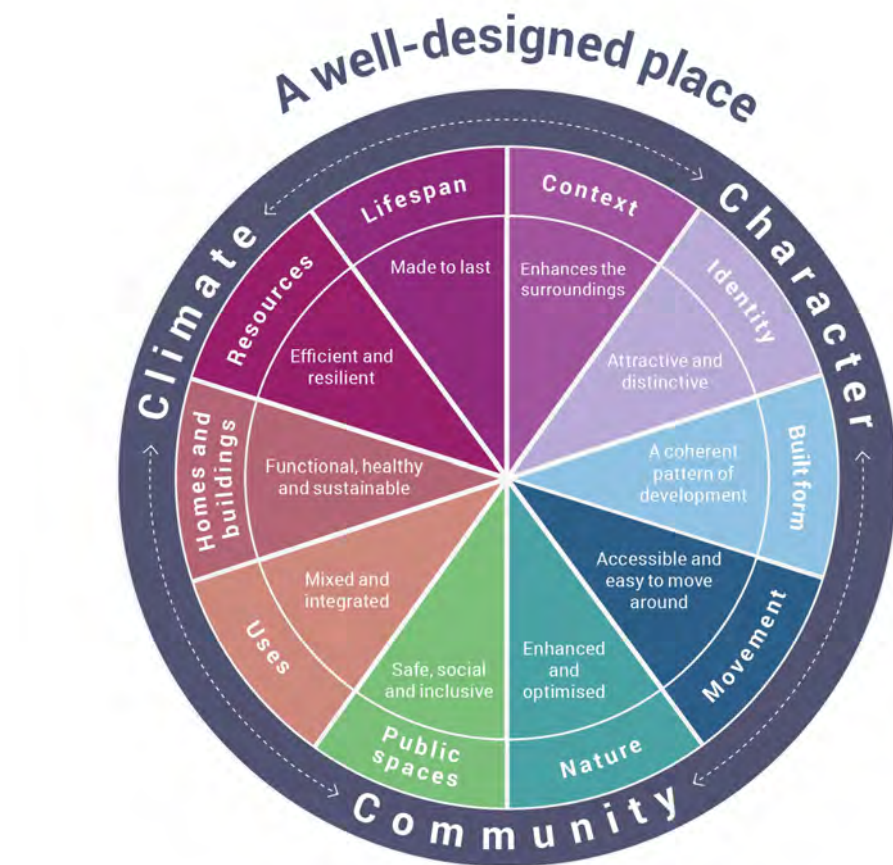 A well-designed place
Climate
Character
Community
Lifespan
Made to last
Context
Enhances the
surroundings
Identity
Attractive and
distinctive
Built form
A coherent
pattern of
development
Movement
Accessible and
easy to move
around
Nature
Enhanced
and
optimised
Public
spaces
Safe, social
and inclusive
Uses
Mixed and
integrated
Homes and
buildings
Functional, healthy
and sustainable
Resources
Efficient and
resilient